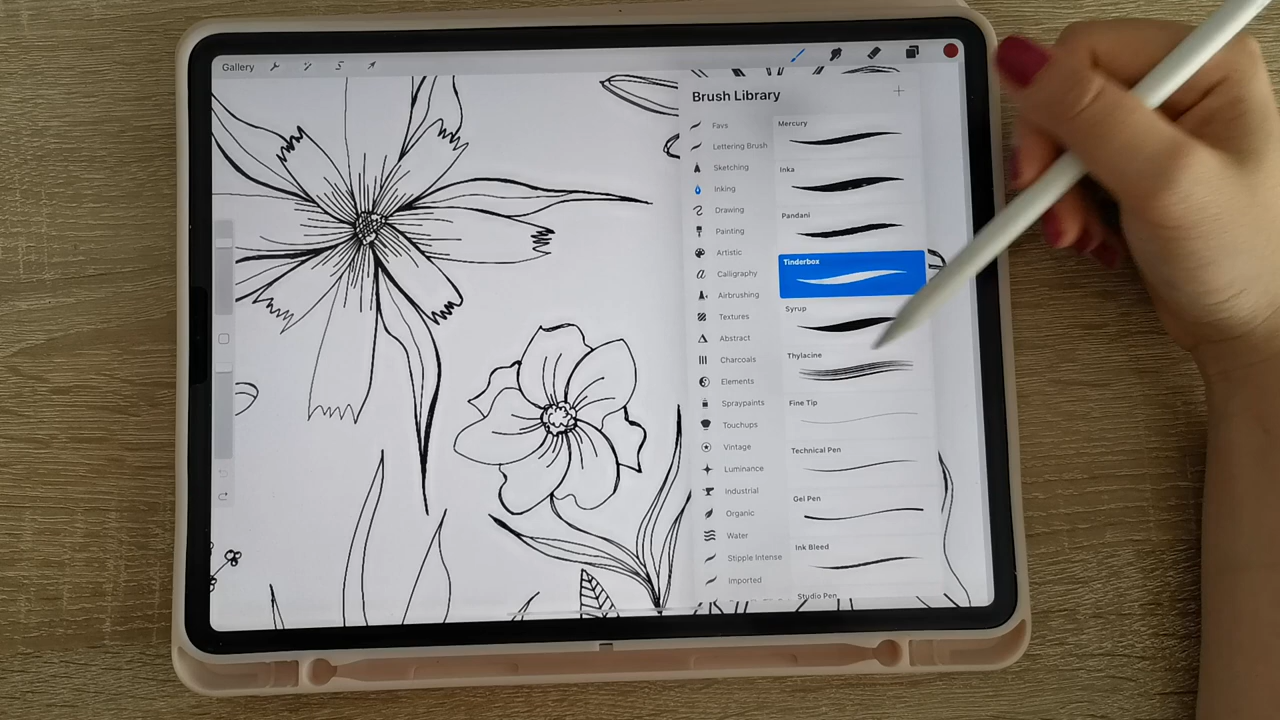 Gallery
Brush Library
Favs
Lettering Brush
Sketching
Inking
Drawing
Painting
Artistic
Calligraphy
Airbrushing
Textures
Abstract
Charcoals
Elements
Spraypaints
Touchups
Vintage
Luminance
Industrial
Organic
Water
Stipple Intense
Imported
Mercury
Inka
Pandani
Tinderbox
Syrup
Thylacine
Fine Tip
Technical Pen
Gel Pen
Ink Bleed
Studio Pen